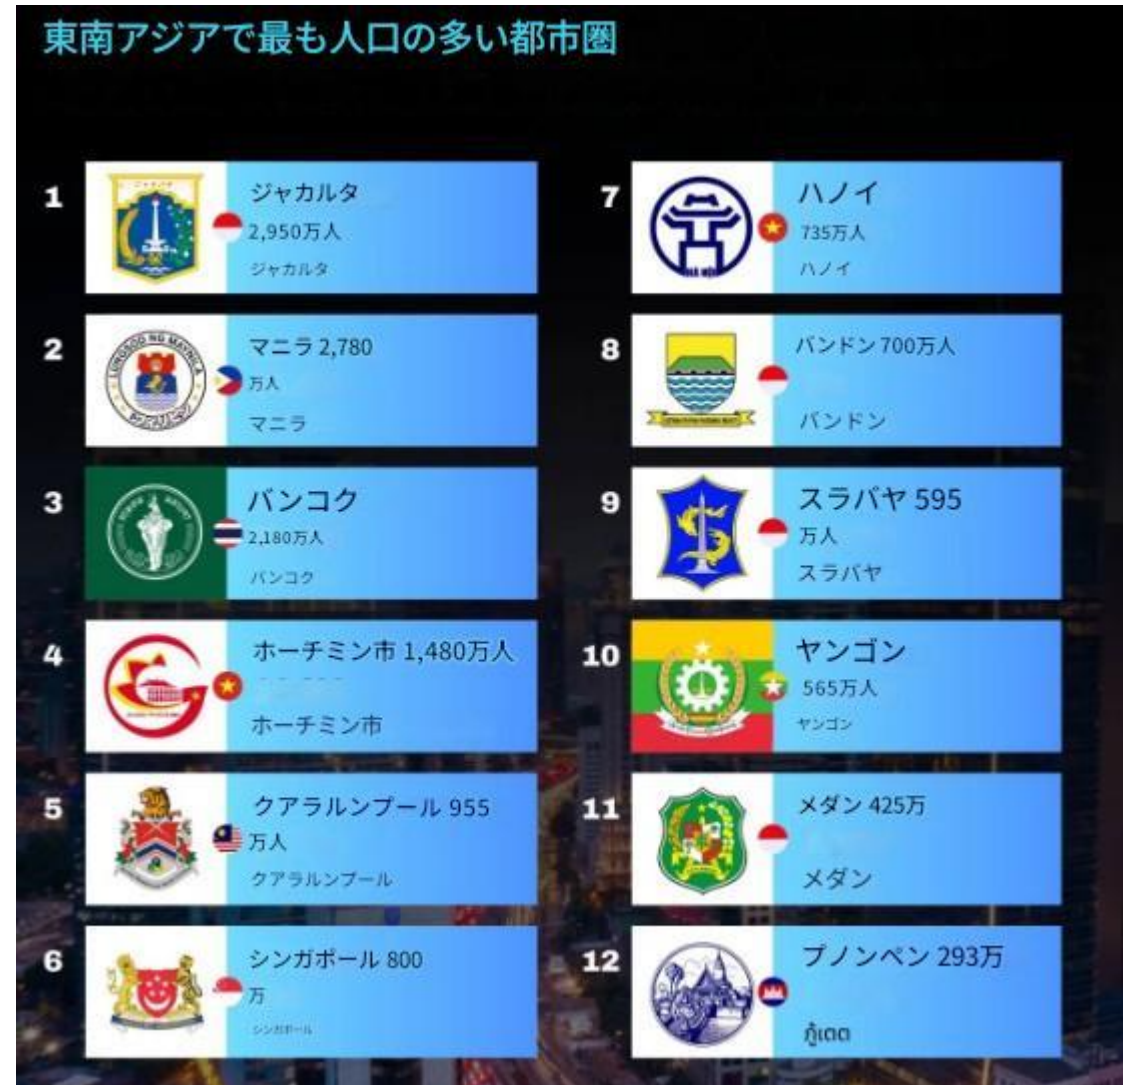 東南アジアで最も人口の多い都市圏
1
ジャカルタ
2,950万人
ジャカルタ
2
LUNGSOD NG MAYNILA
マニラ 2,780
万人
マニラ
3
バンコク
2,180万人
バンコク
4
ホーチミン市 1,480万人
ホーチミン市
5
クアラルンプール 955
万人
クアラルンプール
6
シンガポール 800
万
シンガポール
7
HÀ NỘI
ハノイ
735万人
ハノイ
8
バンドン 700万人
バンドン
9
スラバヤ 595
万人
スラバヤ
10
ヤンゴン
565万人
ヤンゴン
11
メダン 425万
メダン
12
プノンペン 293万